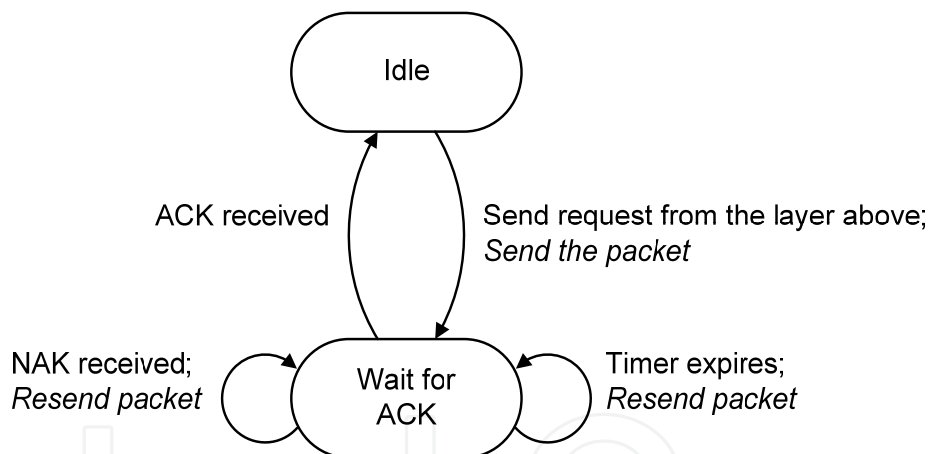 Idle
ACK received
Send request from the layer above;
Send the packet
NAK received;
Resend packet
Wait for
ACK
Timer expires;
Resend packet